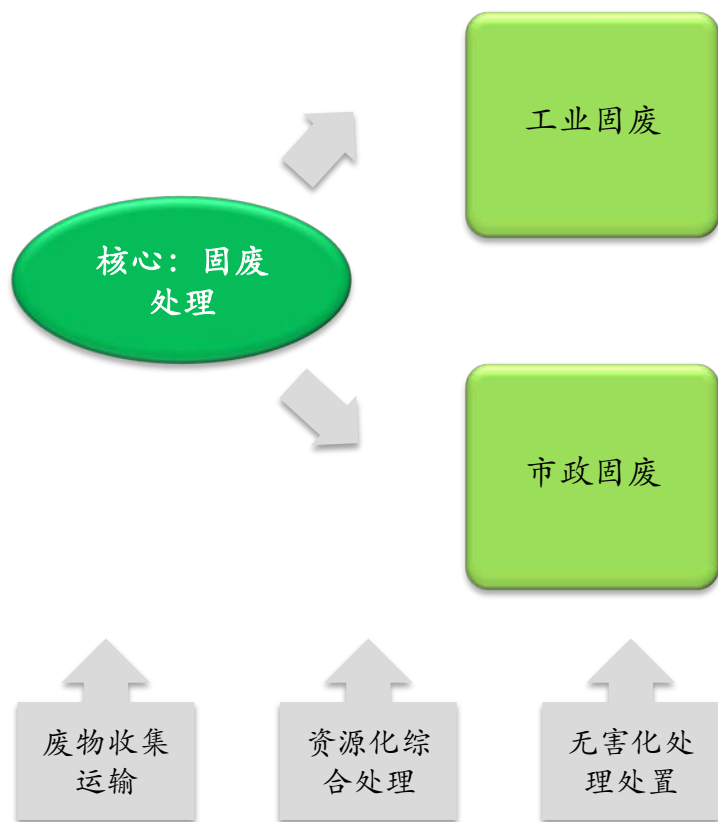 工业固废
核心：固废
处理
市政固废
废物收集
运输
资源化综
合处理
无害化处
理处置